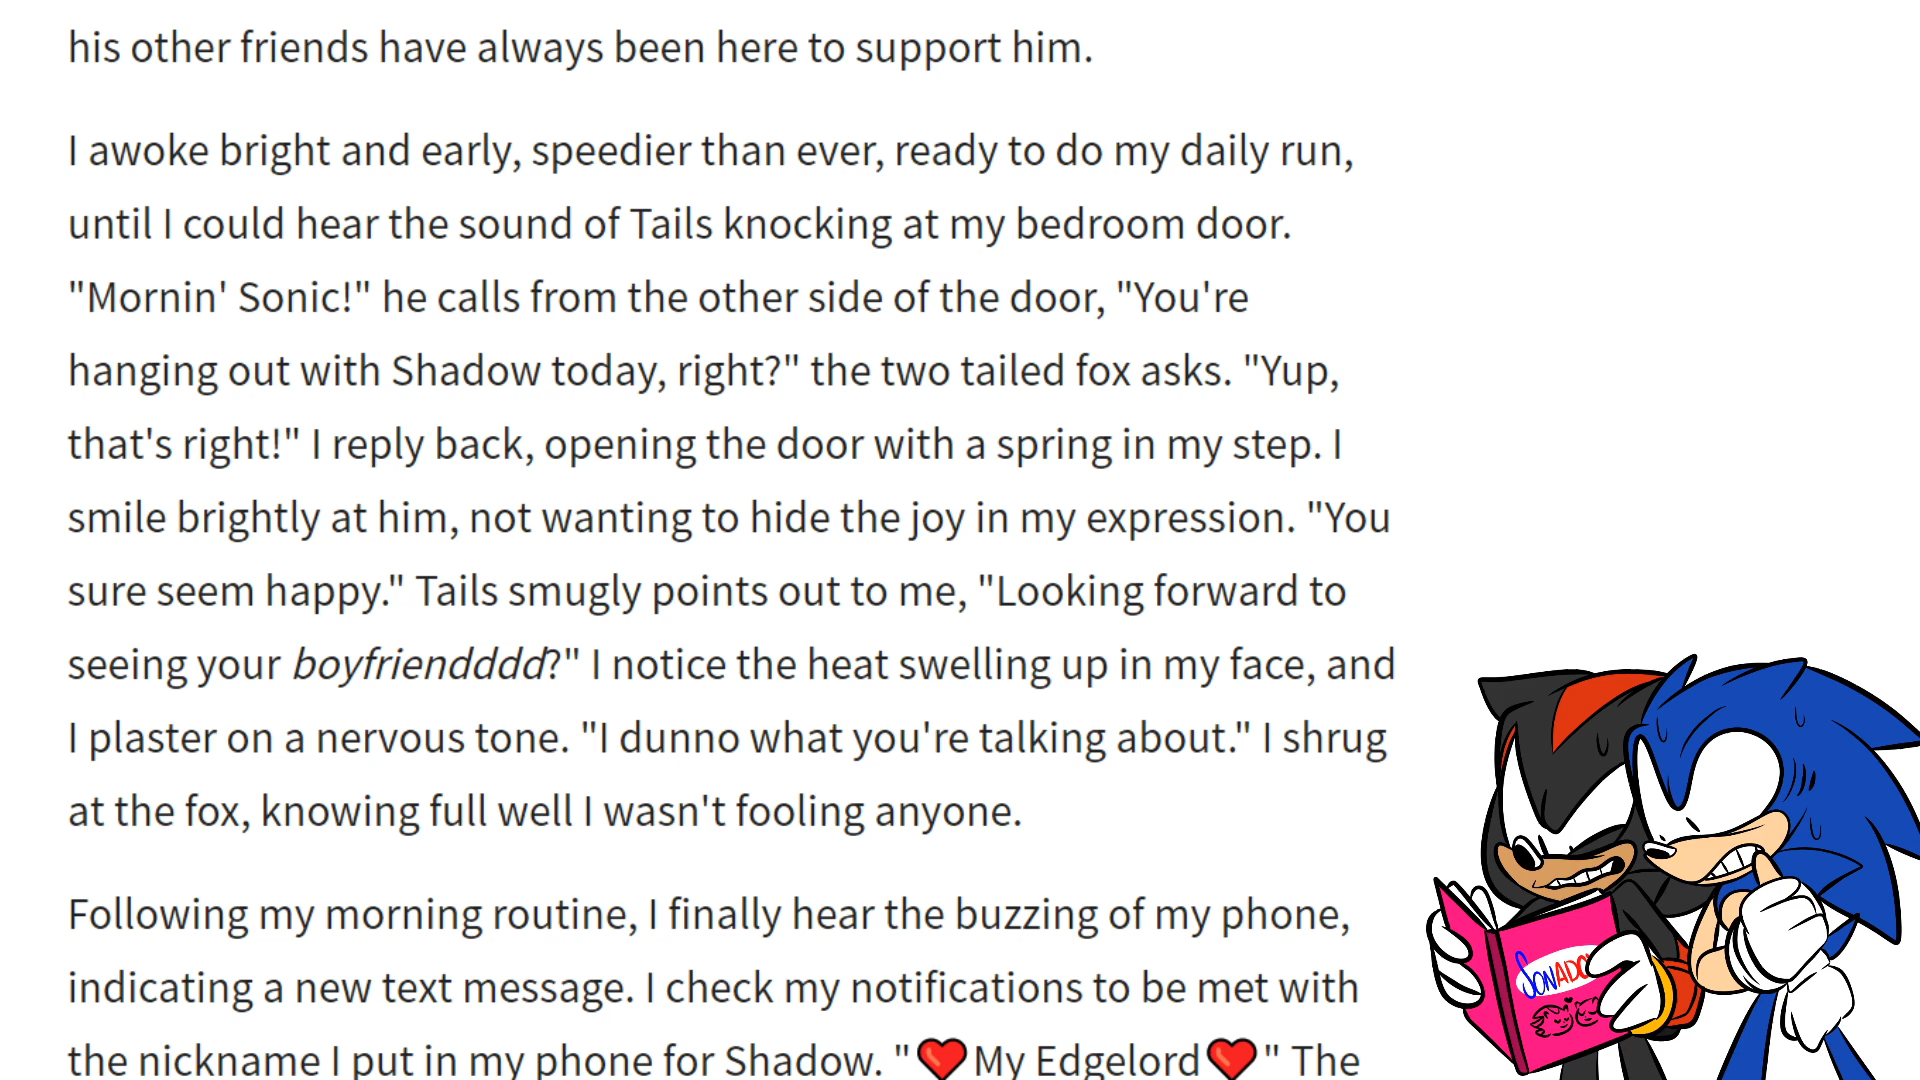 his other friends have always been here to support him.
I awoke bright and early, speedier than ever, ready to do my daily run,
until I could hear the sound of Tails knocking at my bedroom door.
"Mornin' Sonic!" he calls from the other side of the door, "You're
hanging out with Shadow today, right?" the two tailed fox asks. "Yup,
that's right!" I reply back, opening the door with a spring in my step. I
smile brightly at him, not wanting to hide the joy in my expression. "You
sure seem happy." Tails smugly points out to me, "Looking forward to
seeing your boyfriendddd?" I notice the heat swelling up in my face, and
I plaster on a nervous tone. "I dunno what you're talking about." I shrug
at the fox, knowing full well I wasn't fooling anyone.
Following my morning routine, I finally hear the buzzing of my phone,
indicating a new text message. I check my notifications to be met with
the nickname I put in my phone for Shadow. "❤️My Edgelord❤️" The